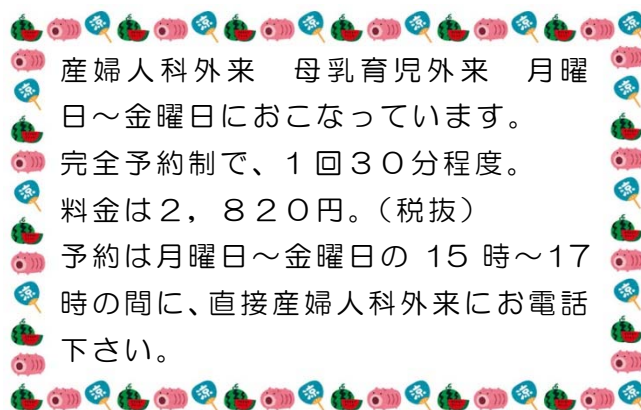 産婦人科外来　母乳育児外来　月曜
日～金曜日におこなっています。
完全予約制で、１回３０分程度。
料金は２，８２０円。（税抜）
予約は月曜日～金曜日の 15 時～17
時の間に、直接産婦人科外来にお電話
下さい。